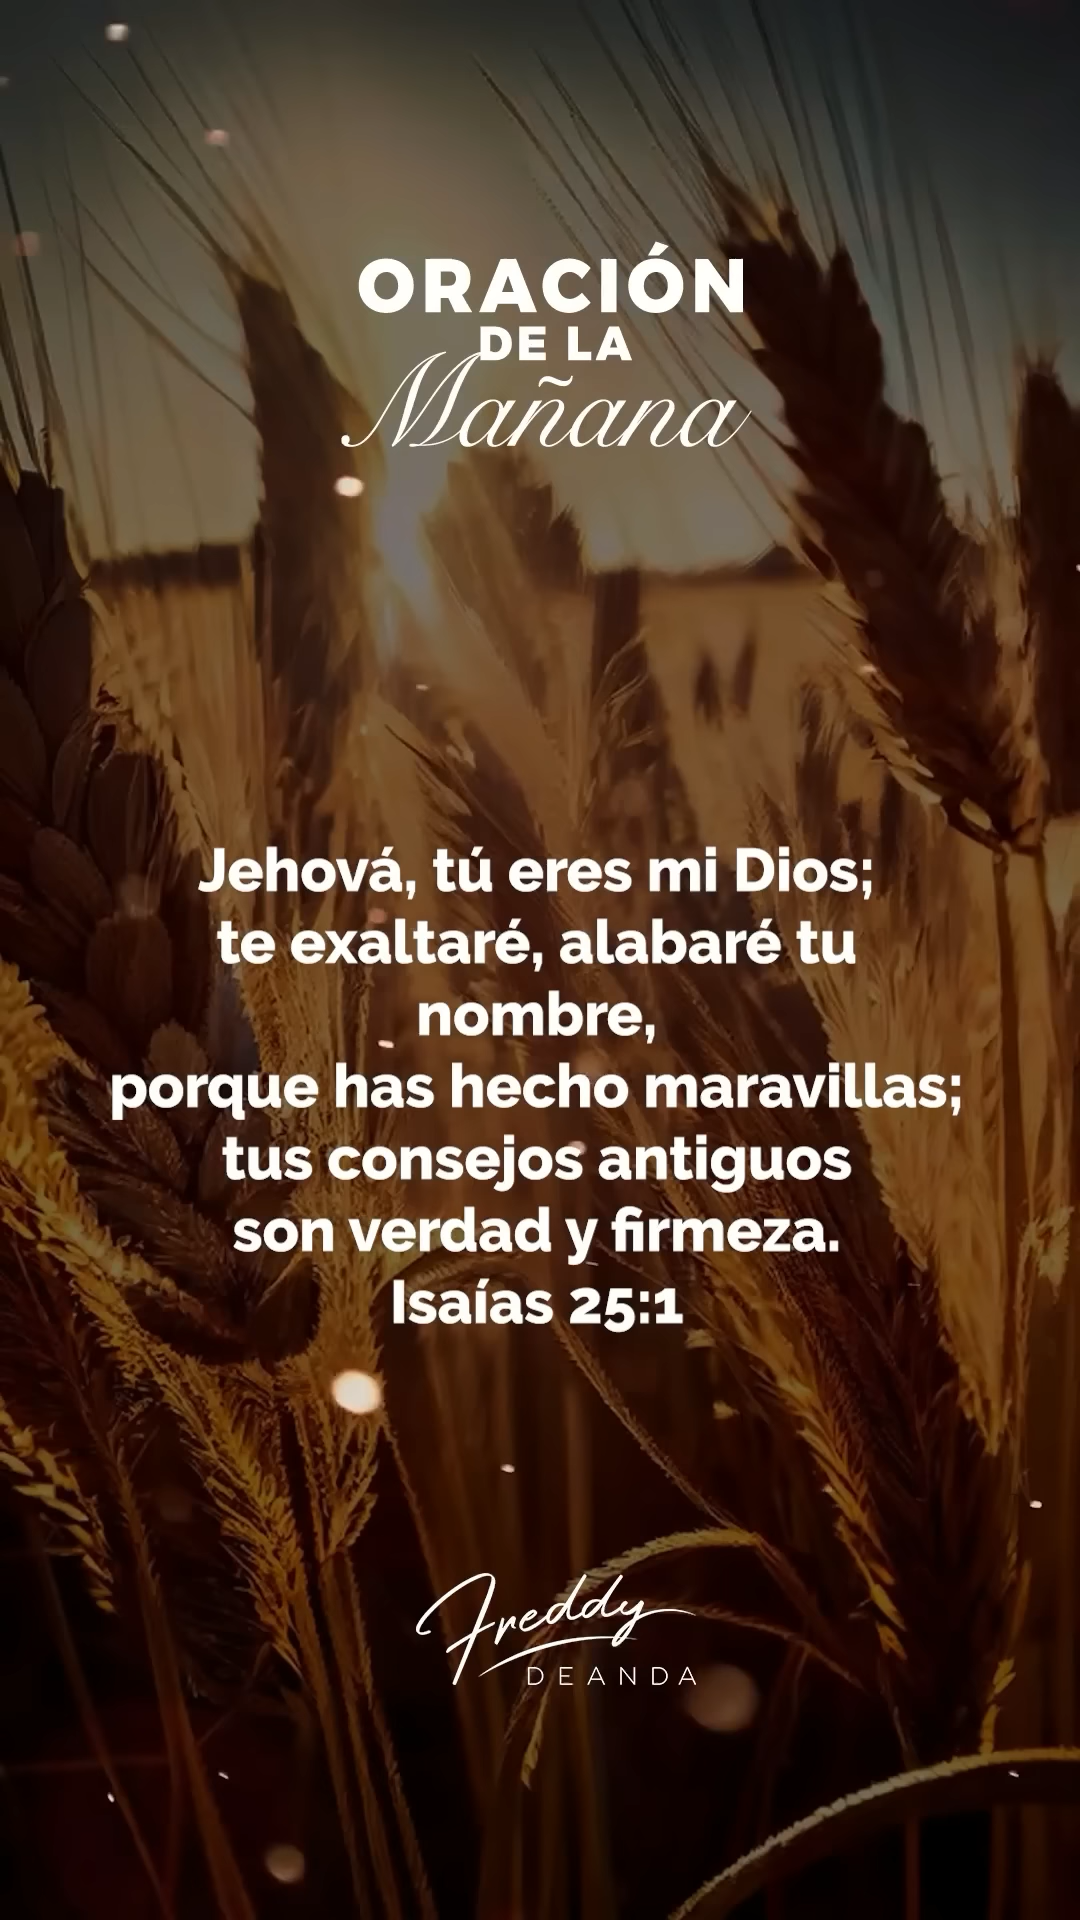 ORACIÓN
DE LA
Mañana
Jehová, tú eres mi Dios;
te exaltaré, alabaré tu
nombre,
porque has hecho maravillas;
tus consejos antiguos
son verdad y firmeza.
Isaías 25:1
Freddy
DEANDA